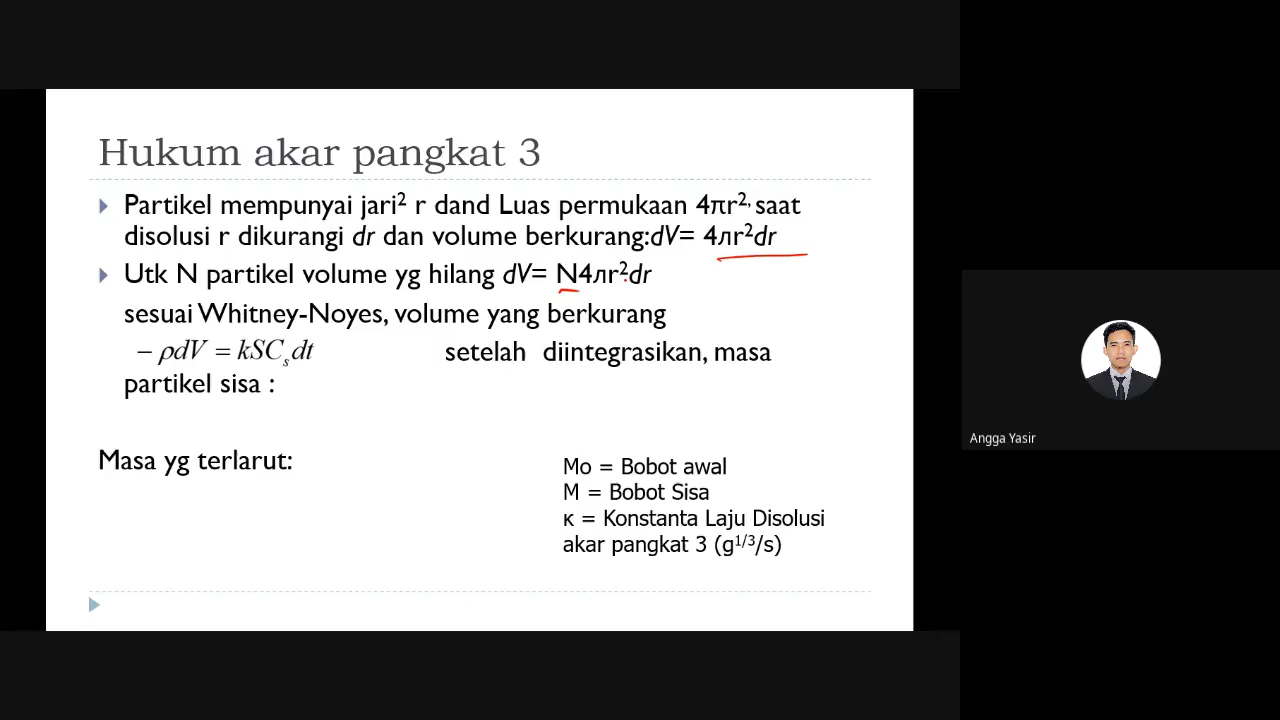 Hukum akar pangkat 3
Partikel mempunyai jari² r dand Luas permukaan 4πr², saat
disolusi r dikurangi dr dan volume berkurang:dV= 4лr²dr
Utk N partikel volume yg hilang dV= N4лr²dr
sesuai Whitney-Noyes, volume yang berkurang
– ρdV = kSCₛdt setelah diintegrasikan, masa
partikel sisa :
Masa yg terlarut:
Mo = Bobot awal
M = Bobot Sisa
κ = Konstanta Laju Disolusi
akar pangkat 3 (g^1/3/s)
Angga Yasir